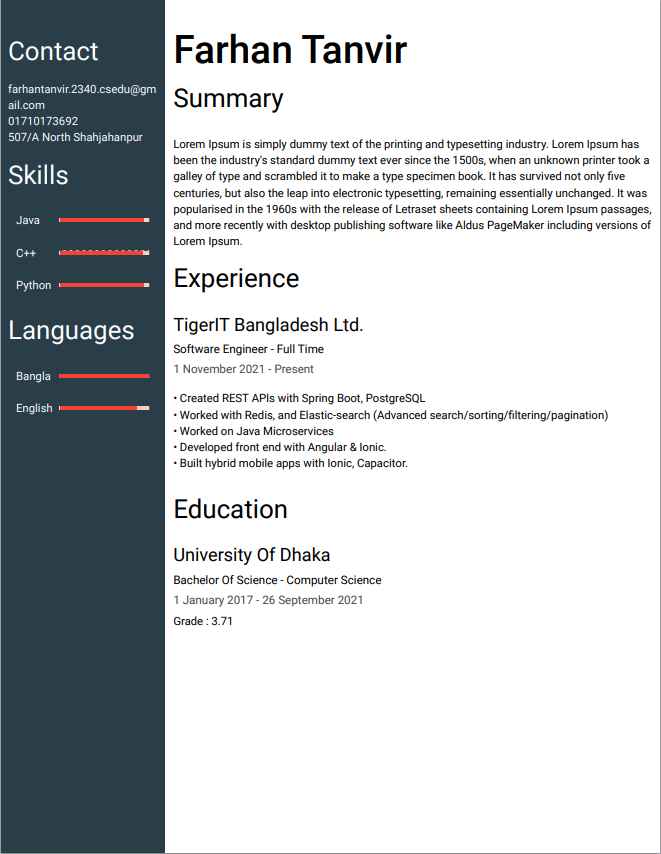 Contact
farhantanvir.2340.csedu@gm
ail.com
01710173692
507/A North Shahjahanpur
Skills
Java
C++
Python
Languages
Bangla
English
Farhan Tanvir
Summary
Lorem Ipsum is simply dummy text of the printing and typesetting industry. Lorem Ipsum has
been the industry's standard dummy text ever since the 1500s, when an unknown printer took a
galley of type and scrambled it to make a type specimen book. It has survived not only five
centuries, but also the leap into electronic typesetting, remaining essentially unchanged. It was
popularised in the 1960s with the release of Letraset sheets containing Lorem Ipsum passages,
and more recently with desktop publishing software like Aldus PageMaker including versions of
Lorem Ipsum.
Experience
TigerIT Bangladesh Ltd.
Software Engineer - Full Time
1 November 2021 - Present
• Created REST APIs with Spring Boot, PostgreSQL
• Worked with Redis, and Elastic-search (Advanced search/sorting/filtering/pagination)
• Worked on Java Microservices
• Developed front end with Angular & Ionic.
• Built hybrid mobile apps with Ionic, Capacitor.
Education
University Of Dhaka
Bachelor Of Science - Computer Science
1 January 2017 - 26 September 2021
Grade : 3.71